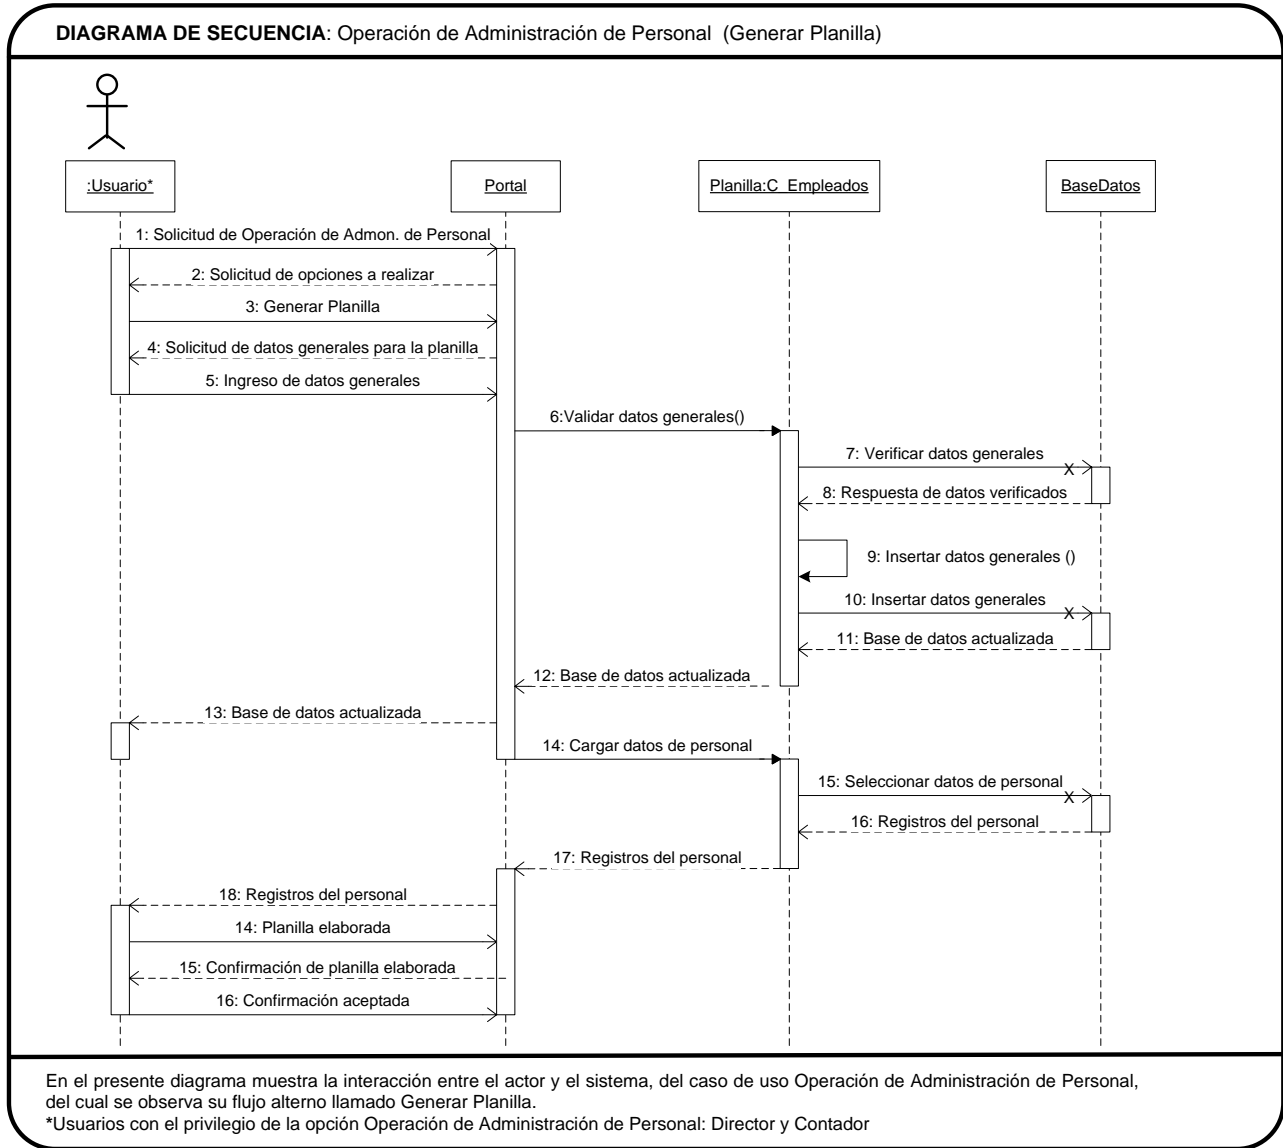 DIAGRAMA DE SECUENCIA: Operación de Administración de Personal (Generar Planilla)
:Usuario*
Portal
Planilla:C_Empleados
BaseDatos
1: Solicitud de Operación de Admon. de Personal
2: Solicitud de opciones a realizar
3: Generar Planilla
4: Solicitud de datos generales para la planilla
5: Ingreso de datos generales
6:Validar datos generales()
7: Verificar datos generales
X
8: Respuesta de datos verificados
9: Insertar datos generales ()
10: Insertar datos generales
X
11: Base de datos actualizada
12: Base de datos actualizada
13: Base de datos actualizada
14: Cargar datos de personal
15: Seleccionar datos de personal
X
16: Registros del personal
17: Registros del personal
18: Registros del personal
14: Planilla elaborada
15: Confirmación de planilla elaborada
16: Confirmación aceptada
En el presente diagrama muestra la interacción entre el actor y el sistema, del caso de uso Operación de Administración de Personal,
del cual se observa su flujo alterno llamado Generar Planilla.
*Usuarios con el privilegio de la opción Operación de Administración de Personal: Director y Contador